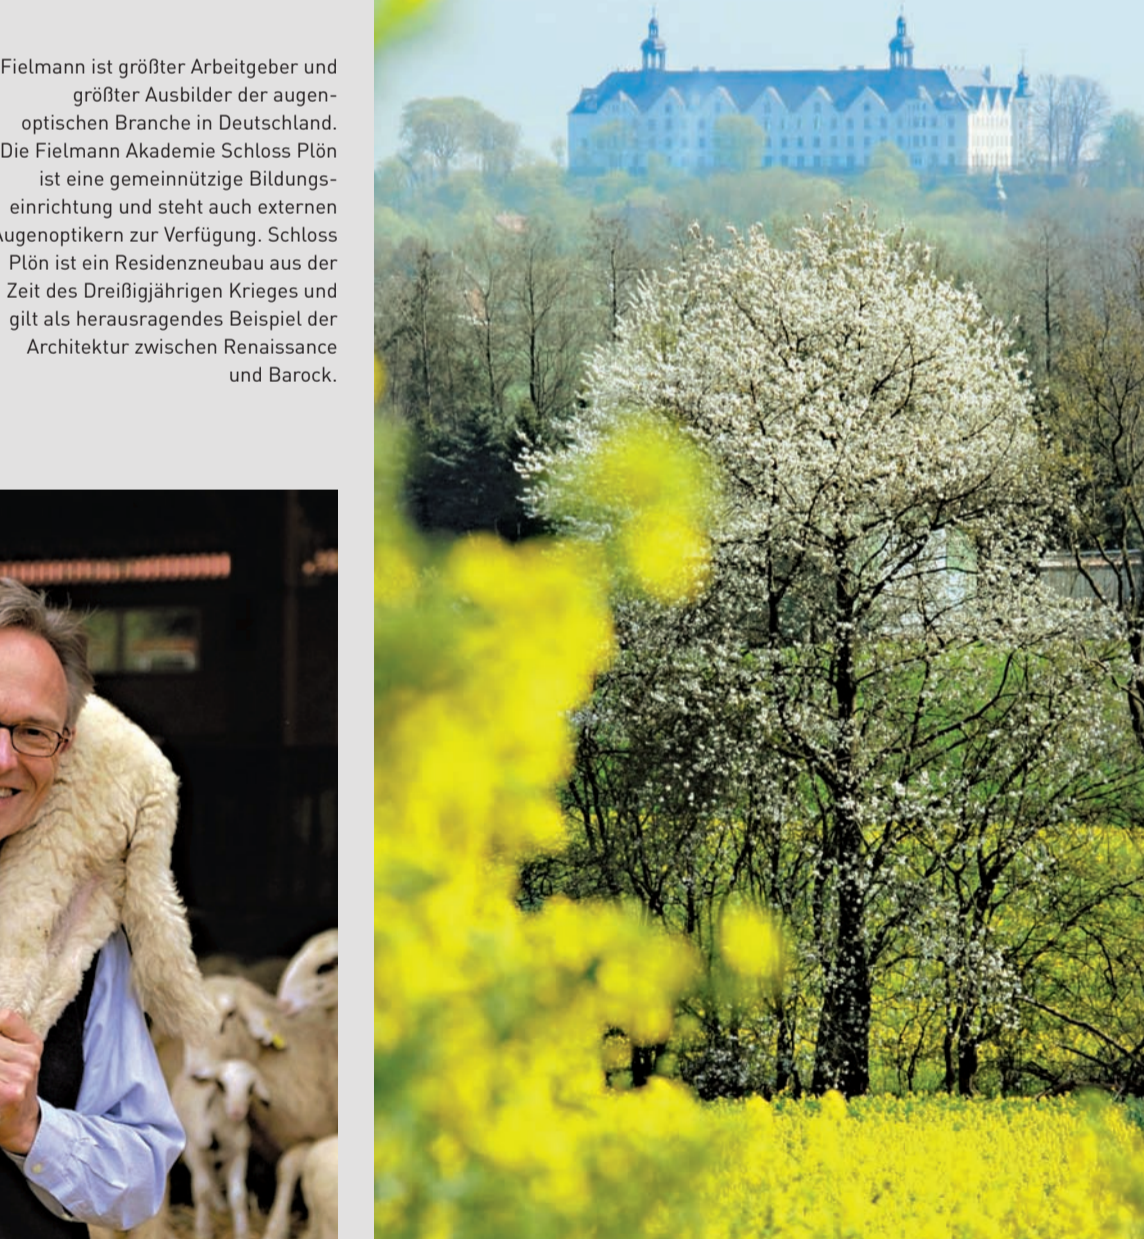 Fielmann ist größter Arbeitgeber und
größter Ausbilder der augen-
optischen Branche in Deutschland.
Die Fielmann Akademie Schloss Plön
ist eine gemeinnützige Bildungs-
einrichtung und steht auch externen
Augenoptikern zur Verfügung. Schloss
Plön ist ein Residenzneubau aus der
Zeit des Dreißigjährigen Krieges und
gilt als herausragendes Beispiel der
Architektur zwischen Renaissance
und Barock.